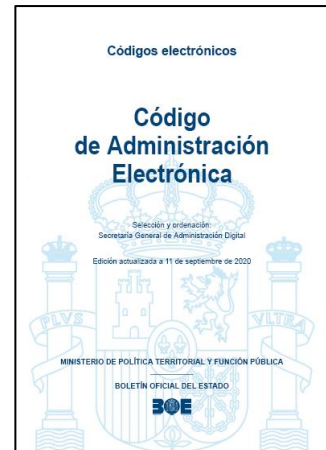 Códigos electrónicos
Código
de Administración
Electrónica
Selección y ordenación:
Secretaría General de Administración Digital
Edición actualizada a 11 de septiembre de 2020
PLVS
VLTRA
MINISTERIO DE POLÍTICA TERRITORIAL Y FUNCIÓN PÚBLICA
BOLETÍN OFICIAL DEL ESTADO
BOE